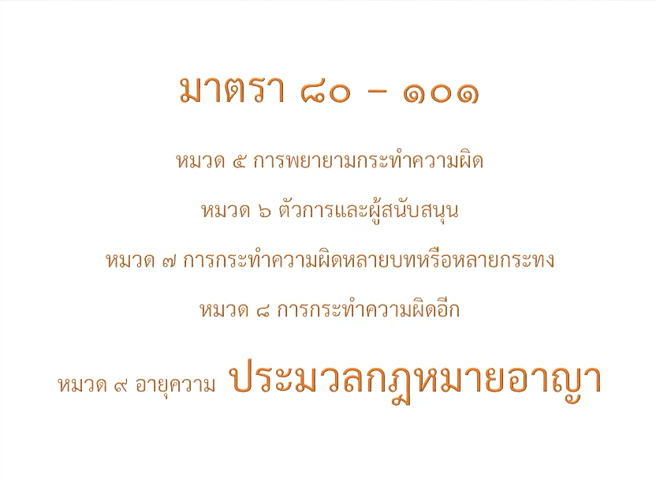 มาตรา ๘๐ – ๑๐๑
หมวด ๕ การพยายามกระทำความผิด
หมวด ๖ ตัวการและผู้สนับสนุน
หมวด ๗ การกระทำความผิดหลายบทหรือหลายกระทง
หมวด ๘ การกระทำความผิดอีก
หมวด ๙ อายุความ ประมวลกฎหมายอาญา